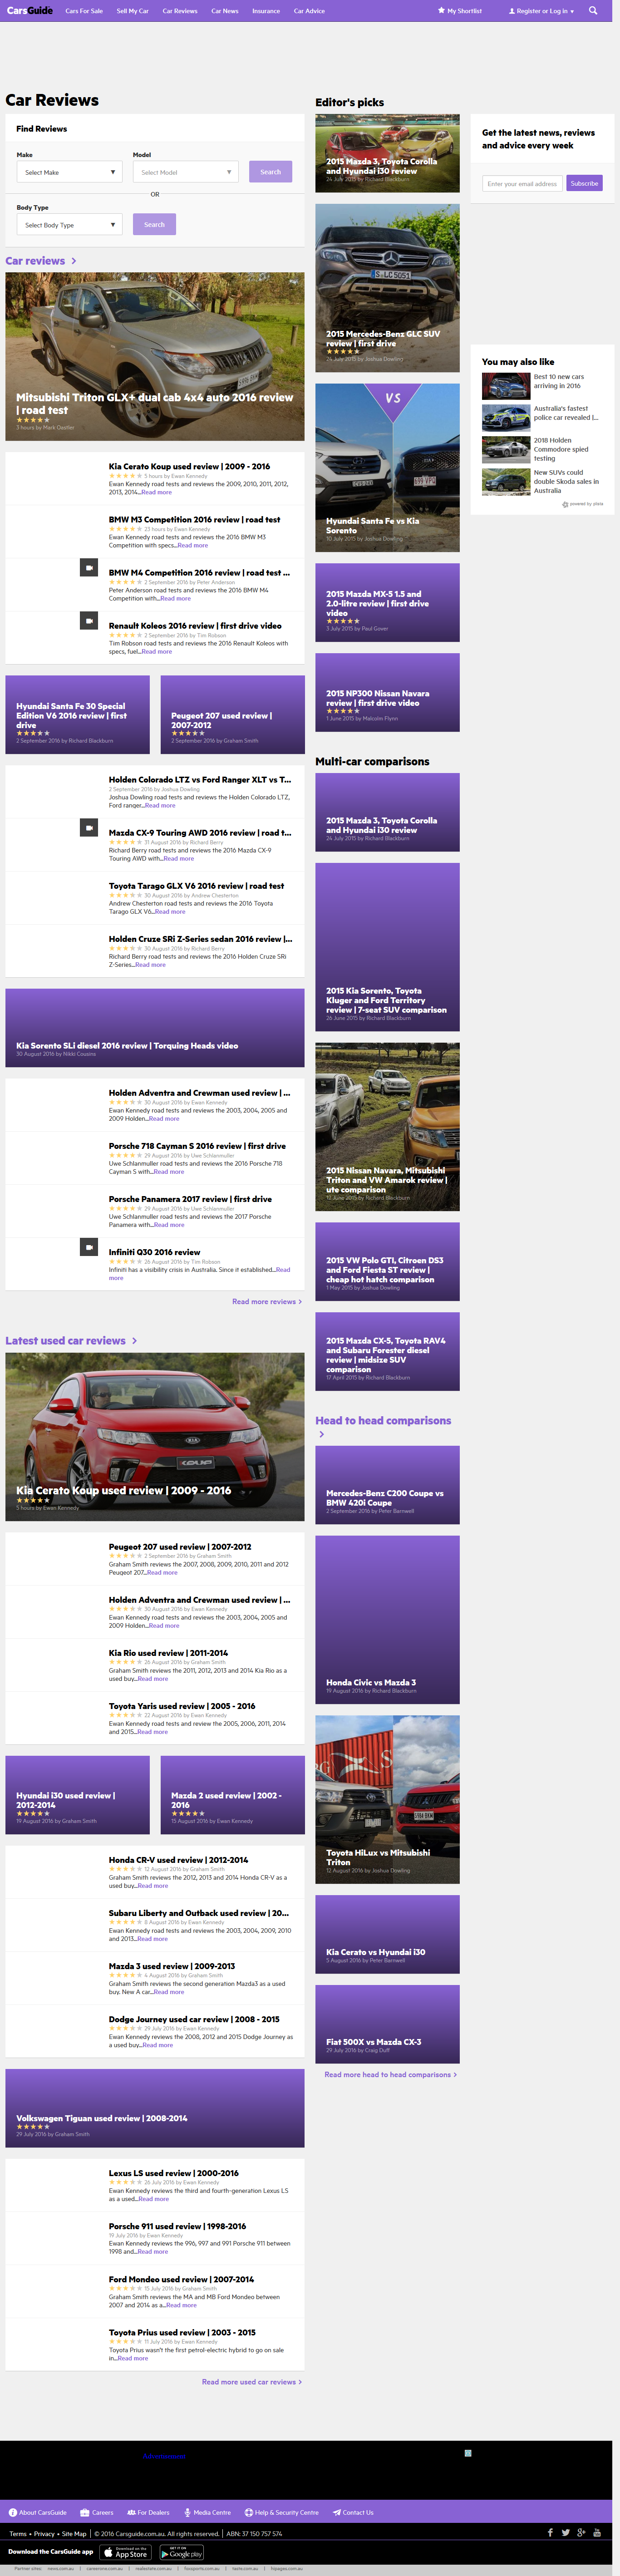 CarsGuide
Cars For Sale
Sell My Car
Car Reviews
Car News
Insurance
Car Advice
My Shortlist
Register or Log in
Car Reviews
Find Reviews
Make
Model
Select Make
Select Model
Search
OR
Body Type
Select Body Type
Search
Car reviews
Mitsubishi Triton GLX+ dual cab 4x4 auto 2016 review
| road test
3 hours by Mark Oastler
Kia Cerato Koup used review | 2009 - 2016
5 hours by Ewan Kennedy
Ewan Kennedy road tests and reviews the 2009, 2010, 2011, 2012,
2013, 2014...Read more
BMW M3 Competition 2016 review | road test
23 hours by Ewan Kennedy
Ewan Kennedy road tests and reviews the 2016 BMW M3
Competition with specs...Read more
BMW M4 Competition 2016 review | road test ...
2 September 2016 by Peter Anderson
Peter Anderson road tests and reviews the 2016 BMW M4
Competition with...Read more
Renault Koleos 2016 review | first drive video
2 September 2016 by Tim Robson
Tim Robson road tests and reviews the 2016 Renault Koleos with
specs, fuel...Read more
Hyundai Santa Fe 30 Special
Edition V6 2016 review | first
drive
2 September 2016 by Richard Blackburn
Peugeot 207 used review |
2007-2012
2 September 2016 by Graham Smith
Holden Colorado LTZ vs Ford Ranger XLT vs T...
2 September 2016 by Joshua Dowling
Joshua Dowling road tests and reviews the Holden Colorado LTZ,
Ford ranger...Read more
Mazda CX-9 Touring AWD 2016 review | road t...
31 August 2016 by Richard Berry
Richard Berry road tests and reviews the 2016 Mazda CX-9
Touring AWD with...Read more
Toyota Tarago GLX V6 2016 review | road test
30 August 2016 by Andrew Chesterton
Andrew Chesterton road tests and reviews the 2016 Toyota
Tarago GLX V6...Read more
Holden Cruze SRi Z-Series sedan 2016 review |...
30 August 2016 by Richard Berry
Richard Berry road tests and reviews the 2016 Holden Cruze SRi
Z-Series...Read more
Kia Sorento SLi diesel 2016 review | Torquing Heads video
30 August 2016 by Nikki Cousins
Holden Adventra and Crewman used review | ...
30 August 2016 by Ewan Kennedy
Ewan Kennedy road tests and reviews the 2003, 2004, 2005 and
2009 Holden...Read more
Porsche 718 Cayman S 2016 review | first drive
29 August 2016 by Uwe Schlanmuller
Uwe Schlanmuller road tests and reviews the 2016 Porsche 718
Cayman S with...Read more
Porsche Panamera 2017 review | first drive
29 August 2016 by Uwe Schlanmuller
Uwe Schlanmuller road tests and reviews the 2017 Porsche
Panamera with...Read more
Infiniti Q30 2016 review
26 August 2016 by Tim Robson
Infiniti has a visibility crisis in Australia. Since it established...Read
more
Read more reviews
Latest used car reviews
Kia Cerato Koup used review | 2009 - 2016
5 hours by Ewan Kennedy
Peugeot 207 used review | 2007-2012
2 September 2016 by Graham Smith
Graham Smith reviews the 2007, 2008, 2009, 2010, 2011 and 2012
Peugeot 207...Read more
Holden Adventra and Crewman used review | ...
30 August 2016 by Ewan Kennedy
Ewan Kennedy road tests and reviews the 2003, 2004, 2005 and
2009 Holden...Read more
Kia Rio used review | 2011-2014
26 August 2016 by Graham Smith
Graham Smith reviews the 2011, 2012, 2013 and 2014 Kia Rio as a
used buy...Read more
Toyota Yaris used review | 2005 - 2016
22 August 2016 by Ewan Kennedy
Ewan Kennedy road tests and review the 2005, 2006, 2011, 2014
and 2015...Read more
Hyundai i30 used review |
2012-2014
19 August 2016 by Graham Smith
Mazda 2 used review | 2002 -
2016
15 August 2016 by Ewan Kennedy
Honda CR-V used review | 2012-2014
12 August 2016 by Graham Smith
Graham Smith reviews the 2012, 2013 and 2014 Honda CR-V as a
used buy...Read more
Subaru Liberty and Outback used review | 20...
8 August 2016 by Ewan Kennedy
Ewan Kennedy road tests and reviews the 2003, 2004, 2009, 2010
and 2013...Read more
Mazda 3 used review | 2009-2013
4 August 2016 by Graham Smith
Graham Smith reviews the second generation Mazda3 as a used
buy. New A car...Read more
Dodge Journey used car review | 2008 - 2015
29 July 2016 by Ewan Kennedy
Ewan Kennedy reviews the 2008, 2012 and 2015 Dodge Journey as
a used buy...Read more
Volkswagen Tiguan used review | 2008-2014
29 July 2016 by Graham Smith
Lexus LS used review | 2000-2016
26 July 2016 by Ewan Kennedy
Ewan Kennedy reviews the third and fourth-generation Lexus LS
as a used...Read more
Porsche 911 used review | 1998-2016
19 July 2016 by Ewan Kennedy
Ewan Kennedy reviews the 996, 997 and 991 Porsche 911 between
1998 and...Read more
Ford Mondeo used review | 2007-2014
15 July 2016 by Graham Smith
Graham Smith reviews the MA and MB Ford Mondeo between
2007 and 2014 as a...Read more
Toyota Prius used review | 2003 - 2015
11 July 2016 by Ewan Kennedy
Toyota Prius wasn't the first petrol-electric hybrid to go on sale
in...Read more
Read more used car reviews
Editor's picks
2015 Mazda 3, Toyota Corolla
and Hyundai i30 review
24 July 2015 by Richard Blackburn
2015 Mercedes-Benz GLC SUV
review | first drive
24 July 2015 by Joshua Dowling
VS
Hyundai Santa Fe vs Kia
Sorento
10 July 2015 by Joshua Dowling
2015 Mazda MX-5 1.5 and
2.0-litre review | first drive
video
3 July 2015 by Paul Gover
2015 NP300 Nissan Navara
review | first drive video
1 June 2015 by Malcolm Flynn
Multi-car comparisons
2015 Mazda 3, Toyota Corolla
and Hyundai i30 review
24 July 2015 by Richard Blackburn
2015 Kia Sorento, Toyota
Kluger and Ford Territory
review | 7-seat SUV comparison
26 June 2015 by Richard Blackburn
2015 Nissan Navara, Mitsubishi
Triton and VW Amarok review |
ute comparison
12 June 2015 by Richard Blackburn
2015 VW Polo GTI, Citroen DS3
and Ford Fiesta ST review |
cheap hot hatch comparison
1 May 2015 by Joshua Dowling
2015 Mazda CX-5, Toyota RAV4
and Subaru Forester diesel
review | midsize SUV
comparison
17 April 2015 by Richard Blackburn
Head to head comparisons
Mercedes-Benz C200 Coupe vs
BMW 420i Coupe
2 September 2016 by Peter Barnwell
Honda Civic vs Mazda 3
19 August 2016 by Richard Blackburn
Toyota HiLux vs Mitsubishi
Triton
12 August 2016 by Joshua Dowling
Kia Cerato vs Hyundai i30
5 August 2016 by Peter Barnwell
Fiat 500X vs Mazda CX-3
29 July 2016 by Craig Duff
Read more head to head comparisons
Get the latest news, reviews
and advice every week
Enter your email address
Subscribe
You may also like
Best 10 new cars
arriving in 2016
Australia's fastest
police car revealed |...
2018 Holden
Commodore spied
testing
New SUVs could
double Skoda sales in
Australia
powered by plista
Advertisement
About CarsGuide
Careers
For Dealers
Media Centre
Help & Security Centre
Contact Us
Terms • Privacy • Site Map | © 2016 Carsguide.com.au. All rights reserved. | ABN: 37 150 757 574
Download the CarsGuide app
Download on the
App Store
GET IT ON
Google play
Partner sites: news.com.au | careerone.com.au | realestate.com.au | foxsports.com.au | taste.com.au | hipages.com.au